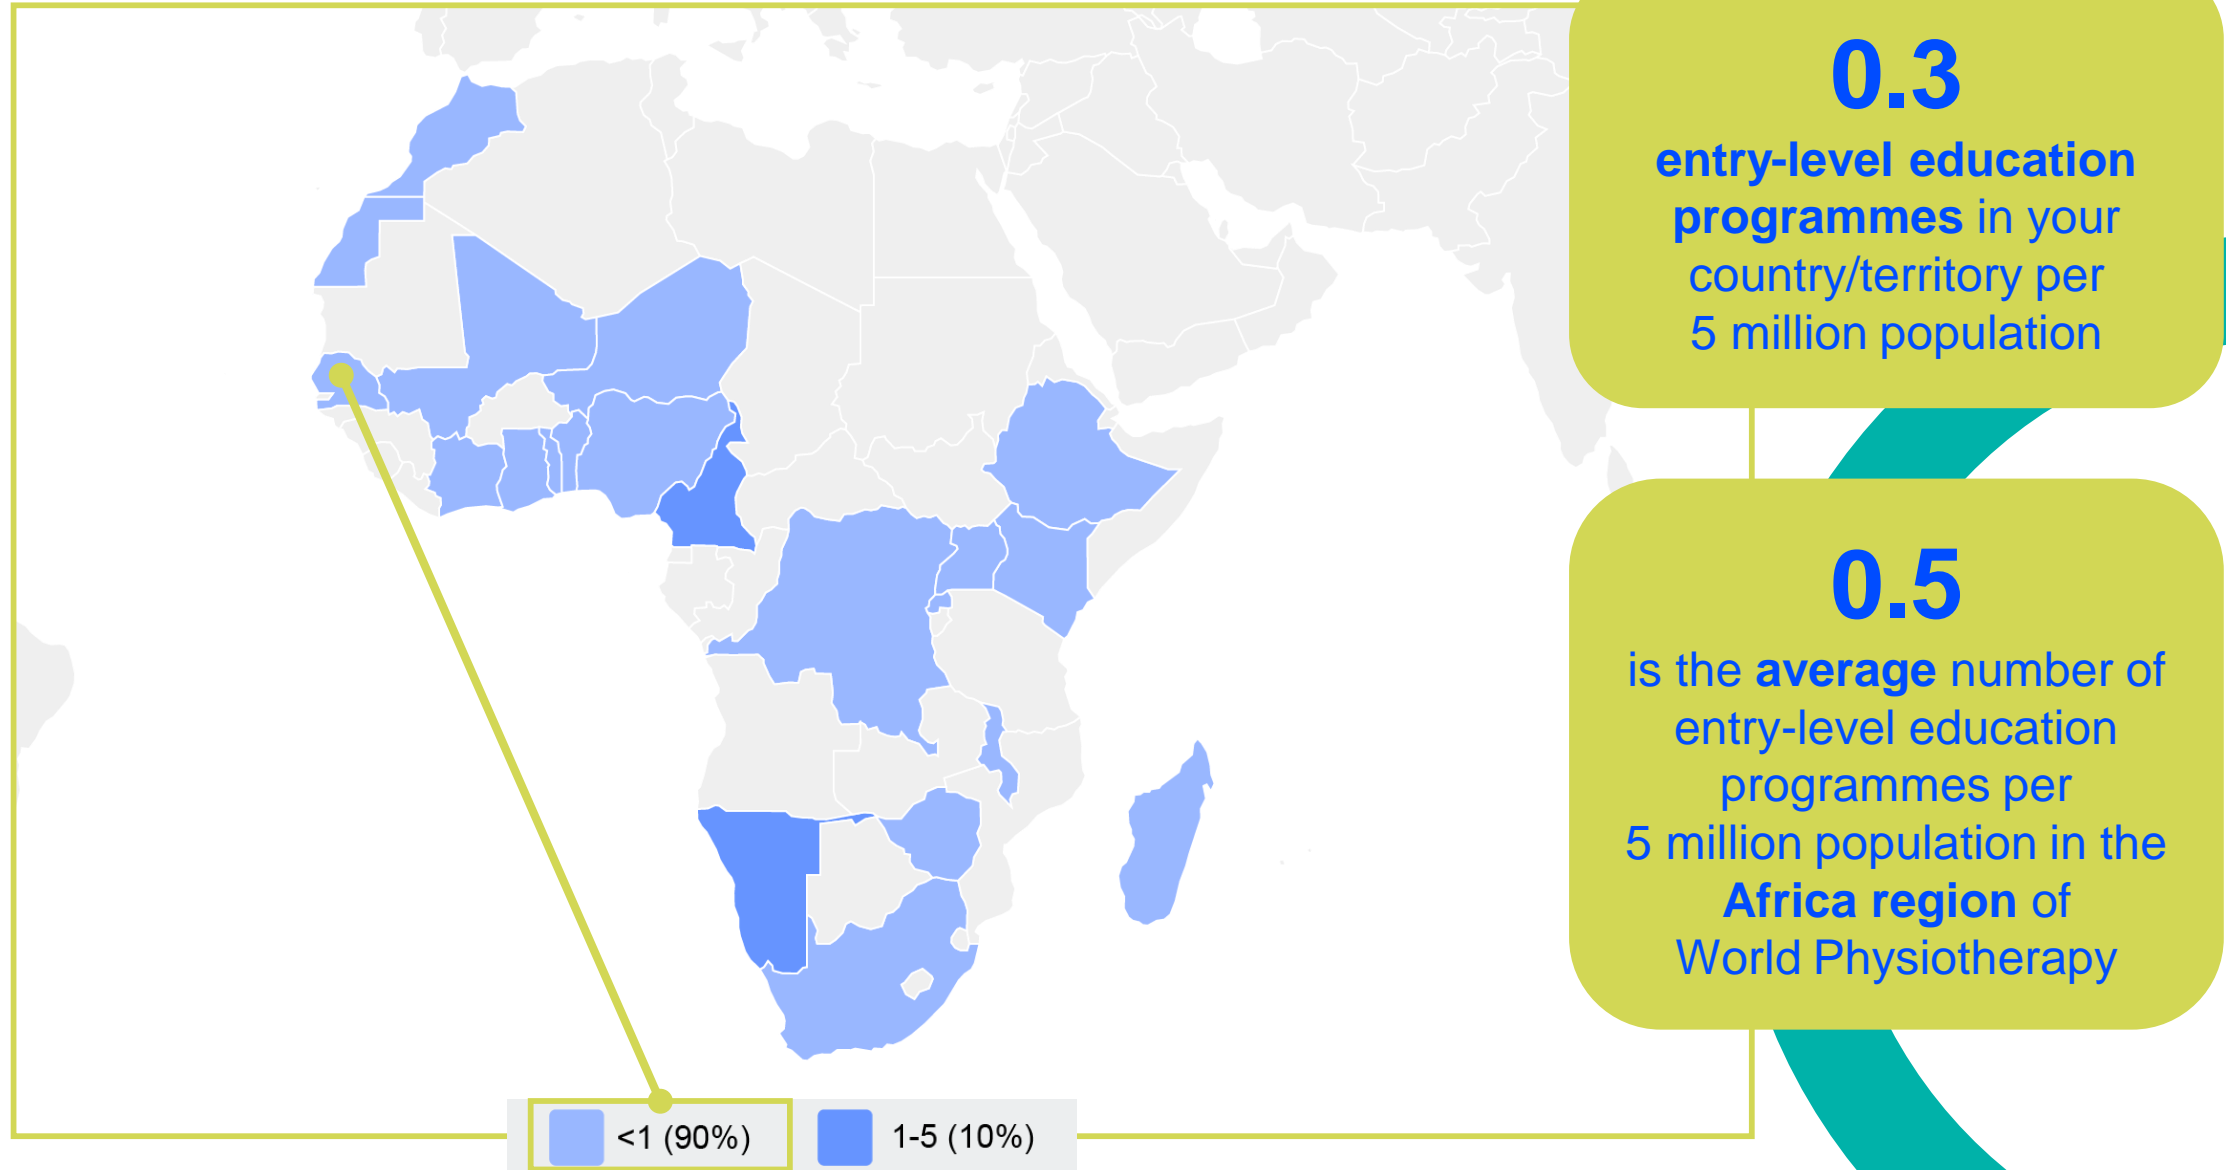 0.3
entry-level education
programmes in your
country/territory per
5 million population
0.5
is the average number of
entry-level education
programmes per
5 million population in the
Africa region of
World Physiotherapy
<1 (90%)
1-5 (10%)